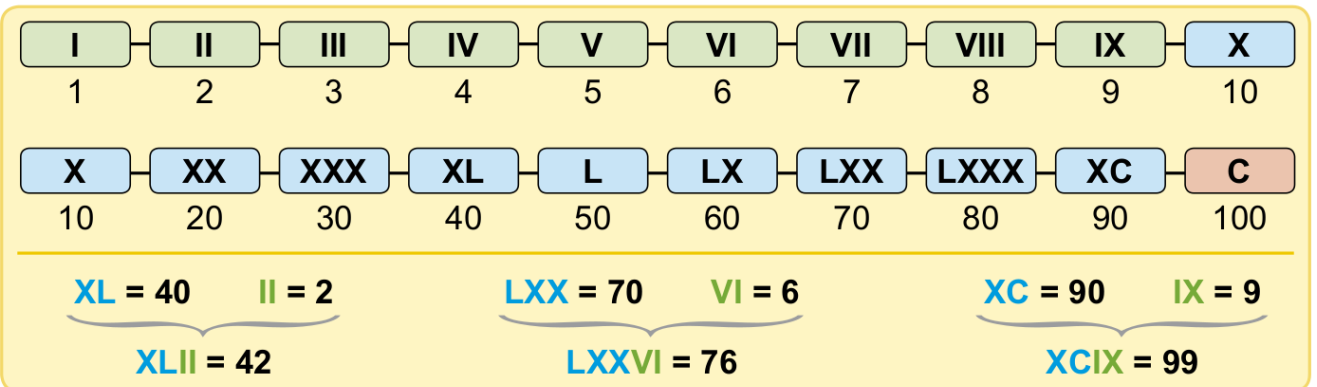 I II III IV V VI VII VIII IX X
1 2 3 4 5 6 7 8 9 10
X XX XXX XL L LX LXX LXXX XC C
10 20 30 40 50 60 70 80 90 100
XL = 40 II = 2 LXX = 70 VI = 6 XC = 90 IX = 9
XLII = 42 LXXVI = 76 XCIX = 99